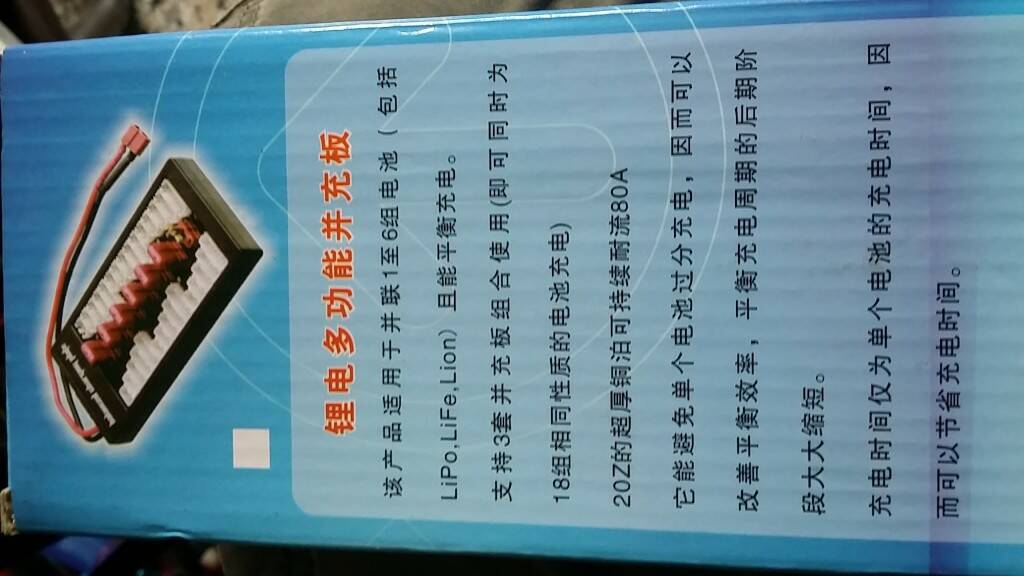 锂电多功能并充板
该产品适用于并联1至6组电池（包括
LiPo,LiFe,Lion）且能平衡充电。
支持3套并充板组合使用(即可同时为
18组相同性质的电池充电)
20Z的超厚铜泊可持续耐流80A
它能避免单个电池过分充电，因而可以
改善平衡效率，平衡充电周期的后期阶
段大大缩短。
充电时间仅为单个电池的充电时间，因
而可以节省充电时间。